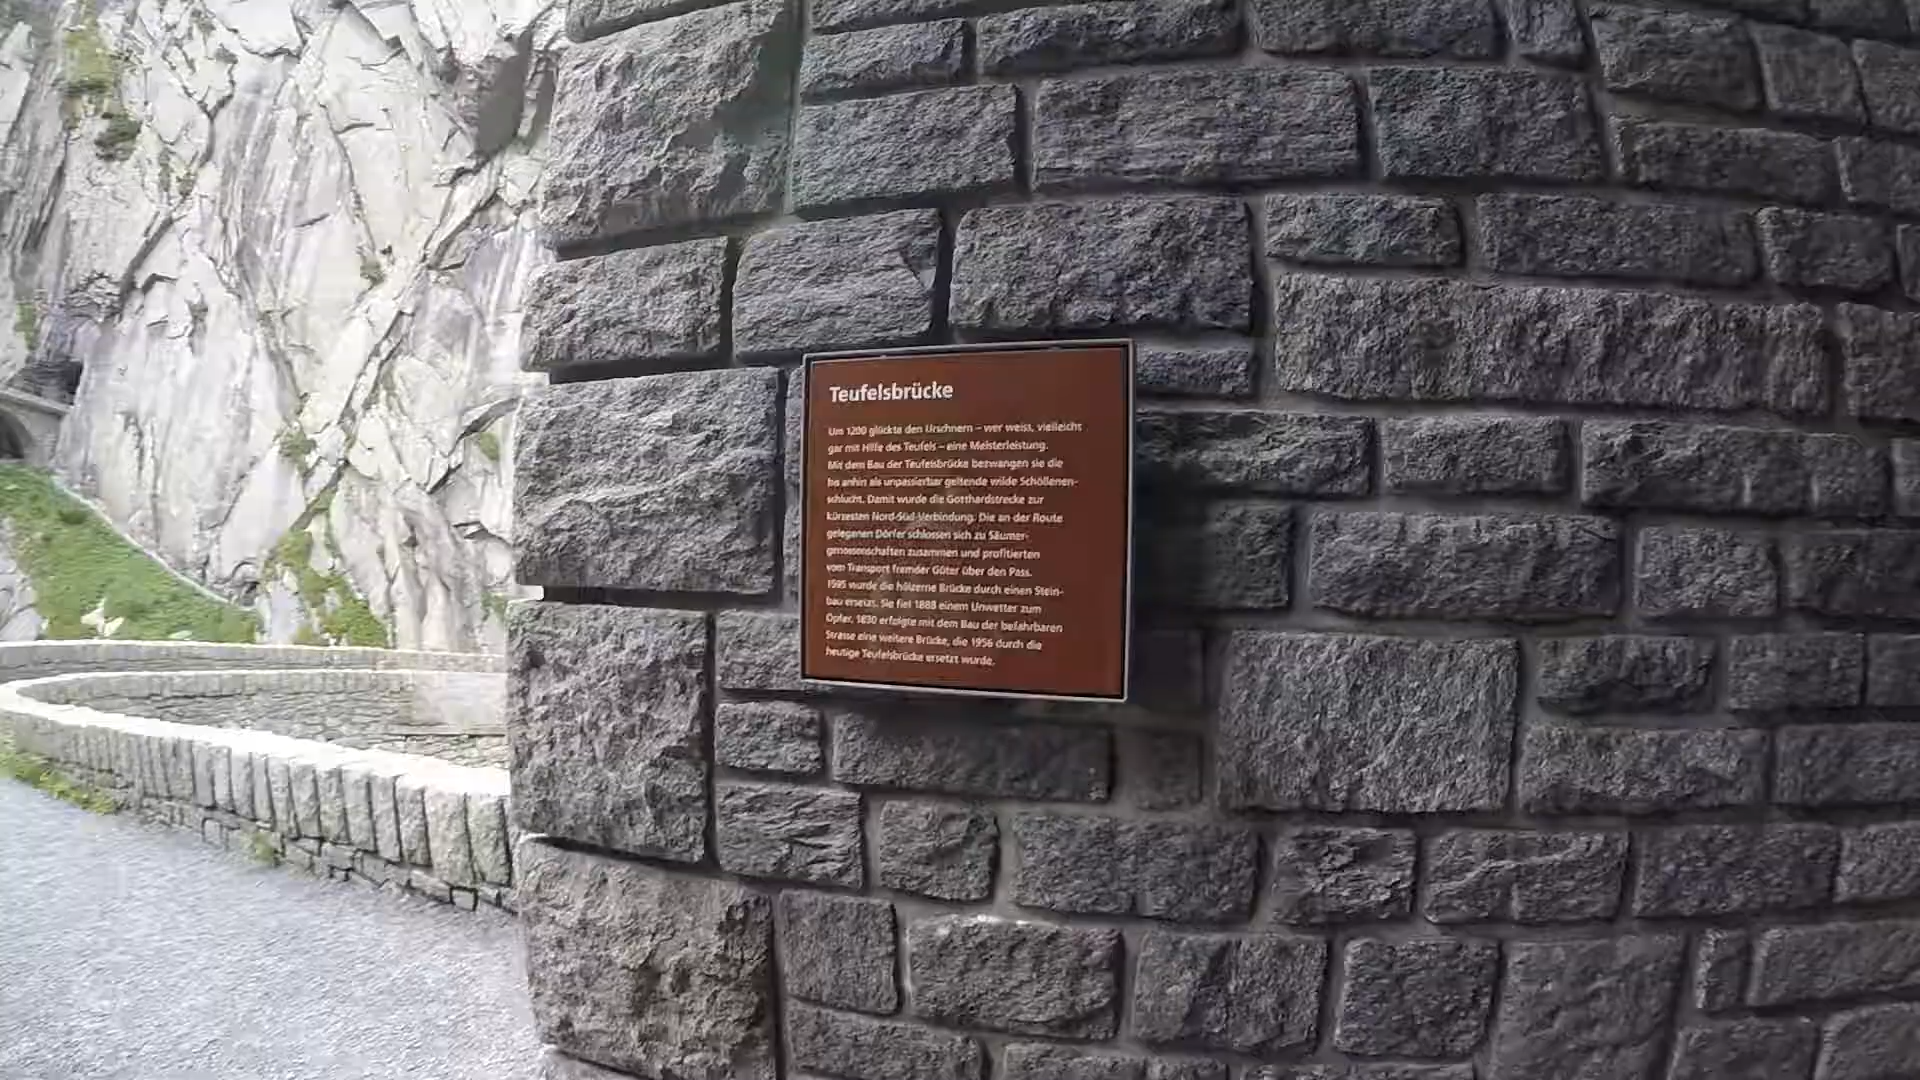 Teufelsbrücke
Um 1200 glückte den Urschnern – wer weiss, vielleicht
gar mit Hilfe des Teufels – eine Meisterleistung.
Mit dem Bau der Teufelsbrücke bezwangen sie die
bis anhin als unpassierbar geltende wilde Schöllenen-
schlucht. Damit wurde die Gotthardstrecke zur
kürzesten Nord-Süd-Verbindung. Die an der Route
gelegenen Dörfer schlossen sich zu Säumer-
genossenschaften zusammen und profitierten
vom Transport fremder Güter über den Pass.
1595 wurde die hölzerne Brücke durch einen Stein-
bau ersetzt. Sie fiel 1888 einem Unwetter zum
Opfer. 1830 erfolgte mit dem Bau der befahrbaren
Strasse eine weitere Brücke, die 1956 durch die
heutige Teufelsbrücke ersetzt wurde.